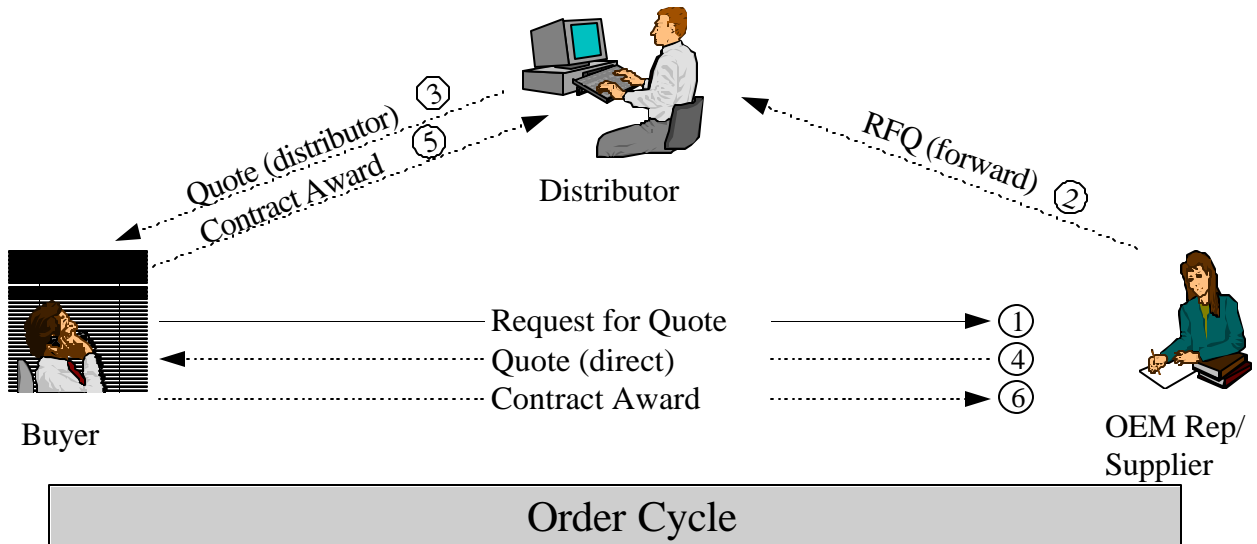 Quote (distributor) 3
Contract Award 5
Distributor
RFQ (forward) 2
Request for Quote 1
Quote (direct) 4
Contract Award 6
Buyer
OEM Rep/
Supplier
Order Cycle